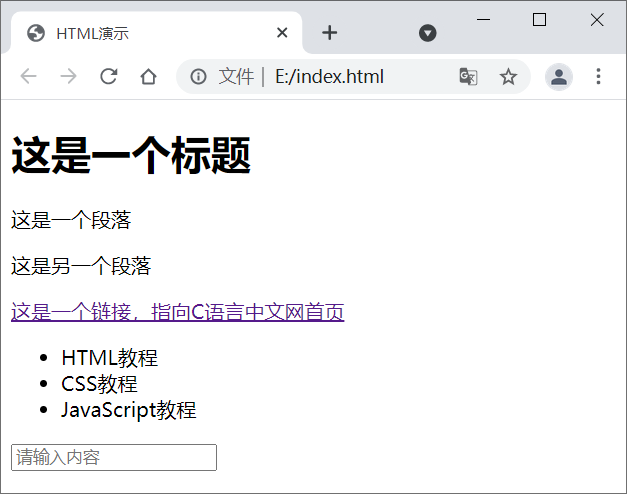 HTML演示
文件 | E:/index.html
这是一个标题
这是一个段落
这是另一个段落
这是一个链接，指向C语言中文网首页
• HTML教程
• CSS教程
• JavaScript教程
请输入内容